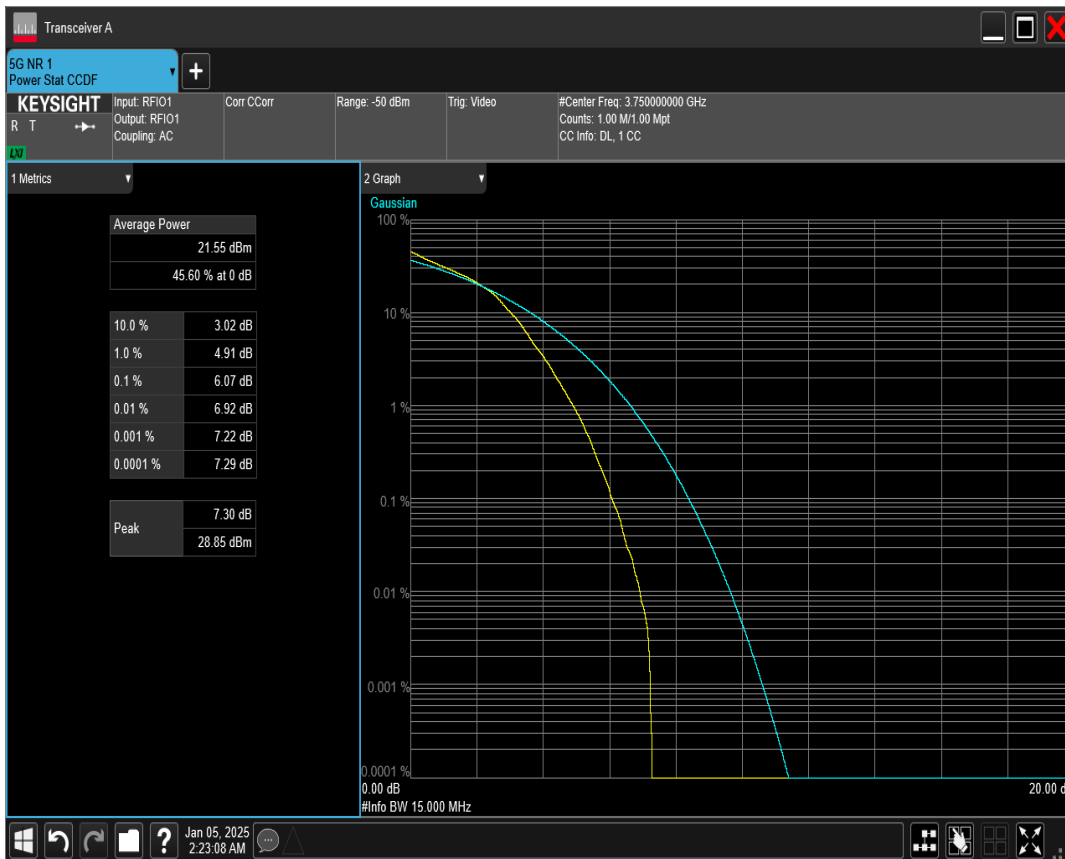 Transceiver A
5G NR 1
Power Stat CCDF
+
KEYSIGHT
R T
LXI
Input: RFIO1
Output: RFIO1
Coupling: AC
Corr CCorr
Range: -50 dBm
Trig: Video
#Center Freq: 3.750000000 GHz
Counts: 1.00 M/1.00 Mpt
CC Info: DL, 1 CC
1 Metrics
Average Power
21.55 dBm
45.60 % at 0 dB
10.0 % 3.02 dB
1.0 % 4.91 dB
0.1 % 6.07 dB
0.01 % 6.92 dB
0.001 % 7.22 dB
0.0001 % 7.29 dB
Peak
7.30 dB
28.85 dBm
2 Graph
Gaussian
100 %
10 %
1 %
0.1 %
0.01 %
0.001 %
0.0001 %
0.00 dB
20.00 d
#Info BW 15.000 MHz
?
Jan 05, 2025
2:23:08 AM